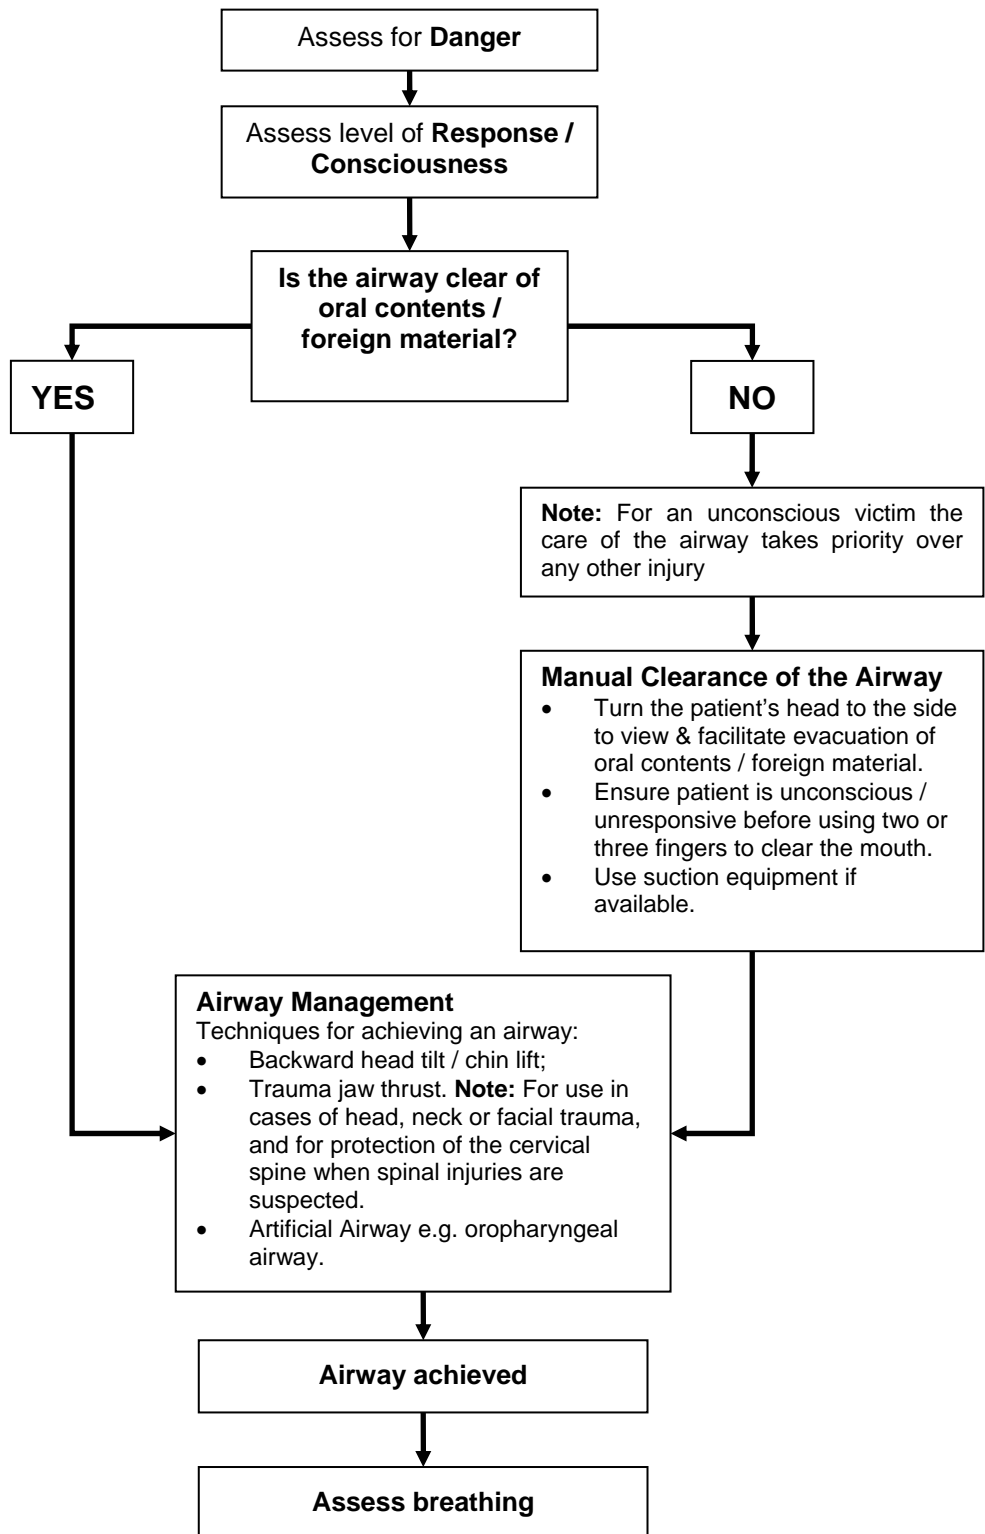 Assess for Danger
Assess level of Response /
Consciousness
Is the airway clear of
oral contents /
foreign material?
YES
NO
Note: For an unconscious victim the
care of the airway takes priority over
any other injury
Manual Clearance of the Airway
• Turn the patient’s head to the side
to view & facilitate evacuation of
oral contents / foreign material.
• Ensure patient is unconscious /
unresponsive before using two or
three fingers to clear the mouth.
• Use suction equipment if
available.
Airway Management
Techniques for achieving an airway:
• Backward head tilt / chin lift;
• Trauma jaw thrust. Note: For use in
cases of head, neck or facial trauma,
and for protection of the cervical
spine when spinal injuries are
suspected.
• Artificial Airway e.g. oropharyngeal
airway.
Airway achieved
Assess breathing